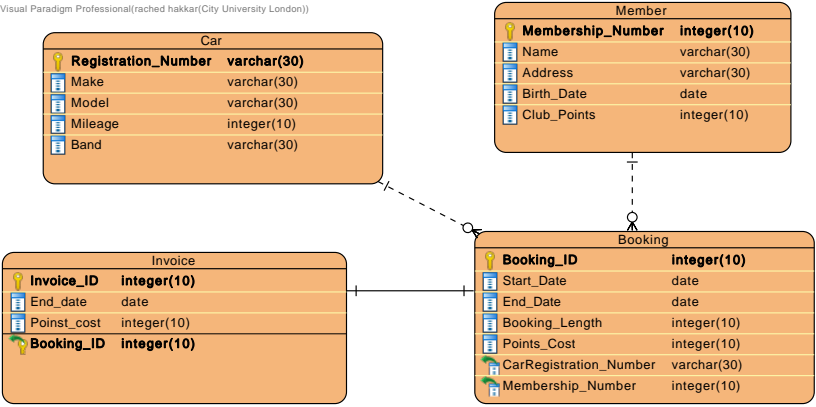 Visual Paradigm Professional(rached hakkar(City University London))
Car
Registration_Number varchar(30)
Make varchar(30)
Model varchar(30)
Mileage integer(10)
Band varchar(30)
Member
Membership_Number integer(10)
Name varchar(30)
Address varchar(30)
Birth_Date date
Club_Points integer(10)
Invoice
Invoice_ID integer(10)
End_date date
Poinst_cost integer(10)
Booking_ID integer(10)
Booking
Booking_ID integer(10)
Start_Date date
End_Date date
Booking_Length integer(10)
Points_Cost integer(10)
CarRegistration_Number varchar(30)
Membership_Number integer(10)